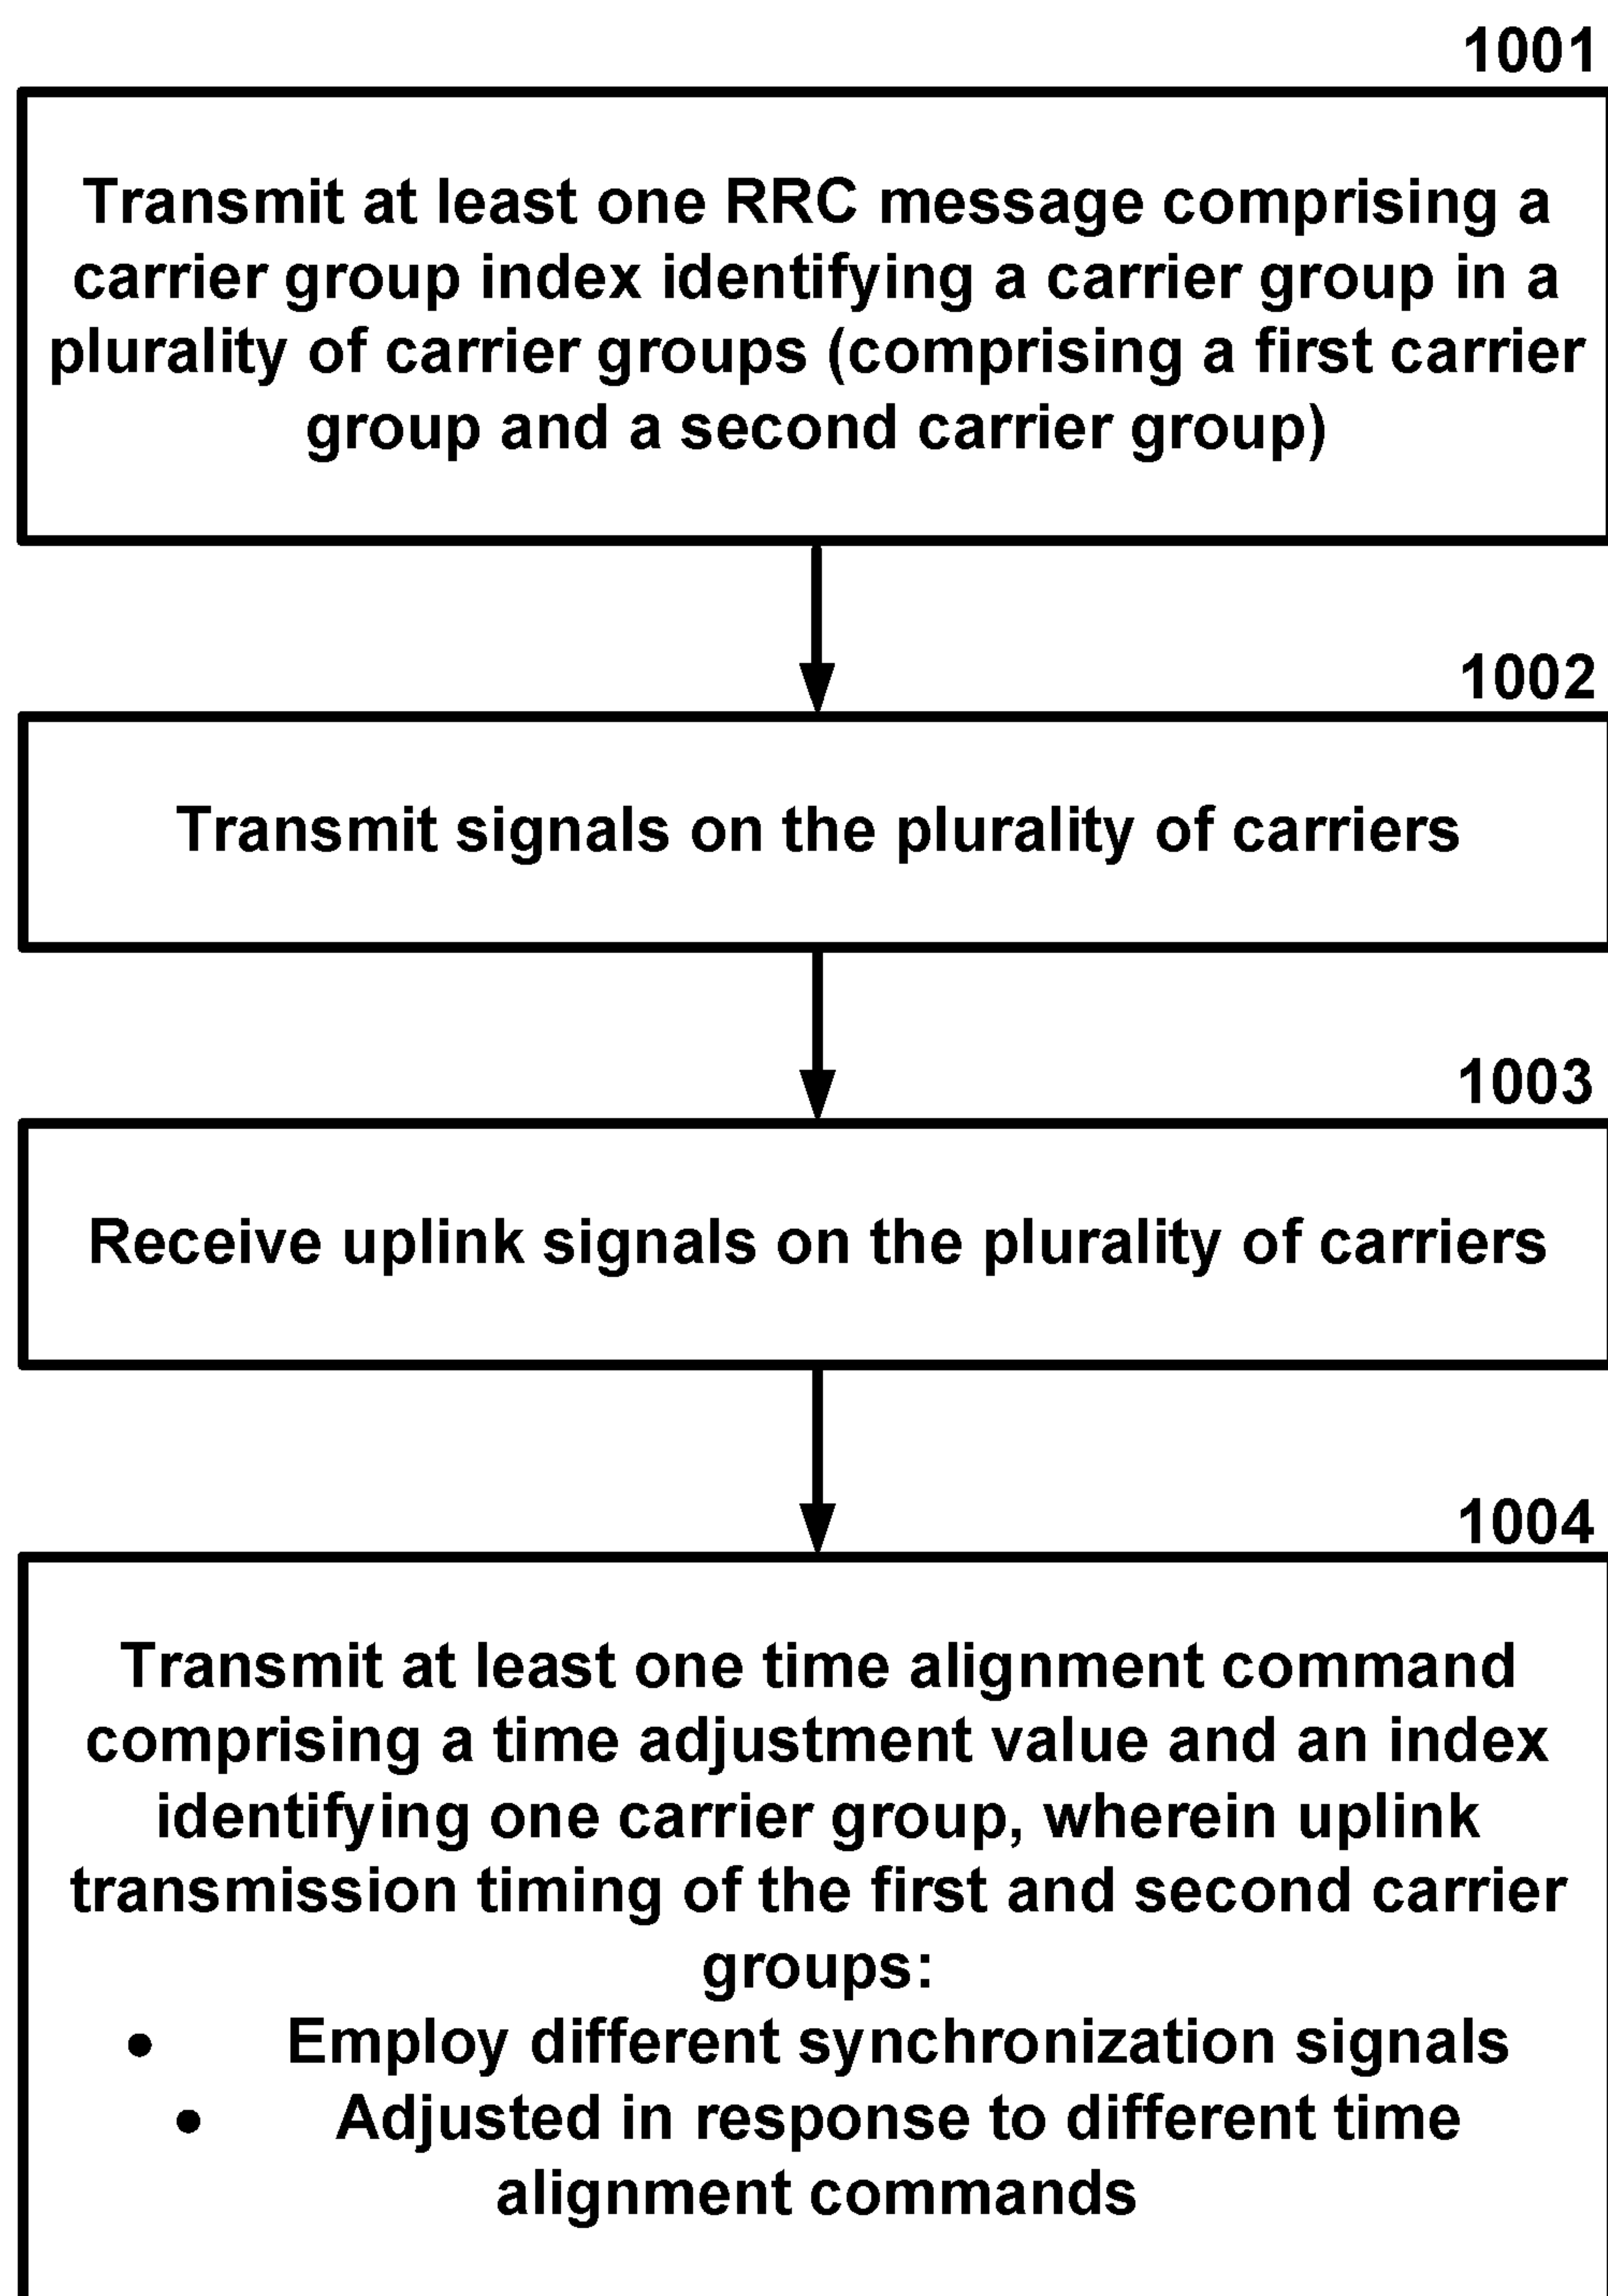 1001
Transmit at least one RRC message comprising a
carrier group index identifying a carrier group in a
plurality of carrier groups (comprising a first carrier
group and a second carrier group)
1002
Transmit signals on the plurality of carriers
1003
Receive uplink signals on the plurality of carriers
1004
Transmit at least one time alignment command
comprising a time adjustment value and an index
identifying one carrier group, wherein uplink
transmission timing of the first and second carrier
groups:
• Employ different synchronization signals
• Adjusted in response to different time
alignment commands